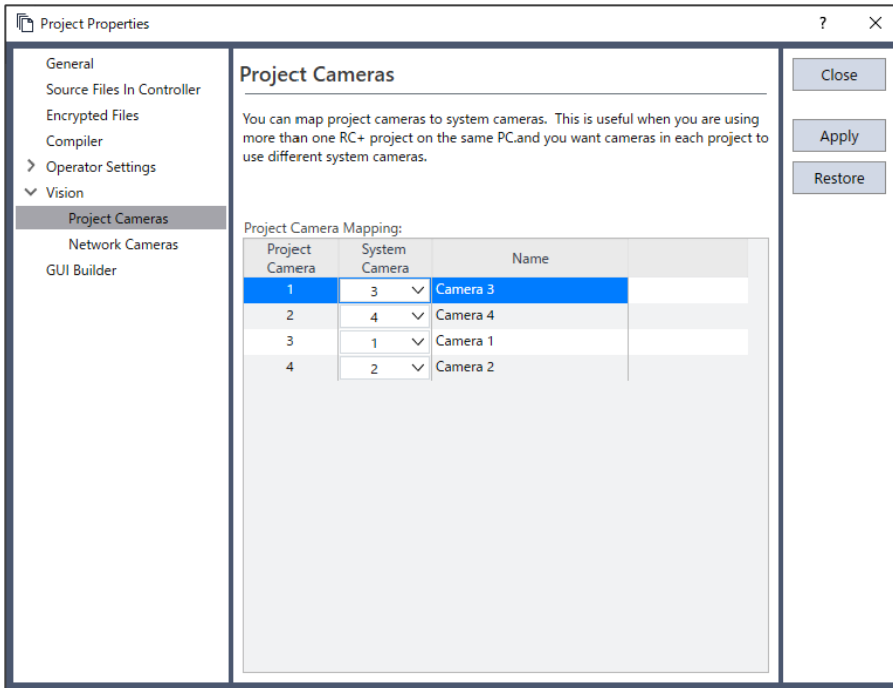 Project Properties
?
General
Source Files In Controller
Encrypted Files
Compiler
Operator Settings
Vision
Project Cameras
Network Cameras
GUI Builder
Project Cameras
You can map project cameras to system cameras. This is useful when you are using
more than one RC+ project on the same PC.and you want cameras in each project to
use different system cameras.
Project Camera Mapping:
Project Camera System Camera Name
1 3 Camera 3
2 4 Camera 4
3 1 Camera 1
4 2 Camera 2
Close
Apply
Restore